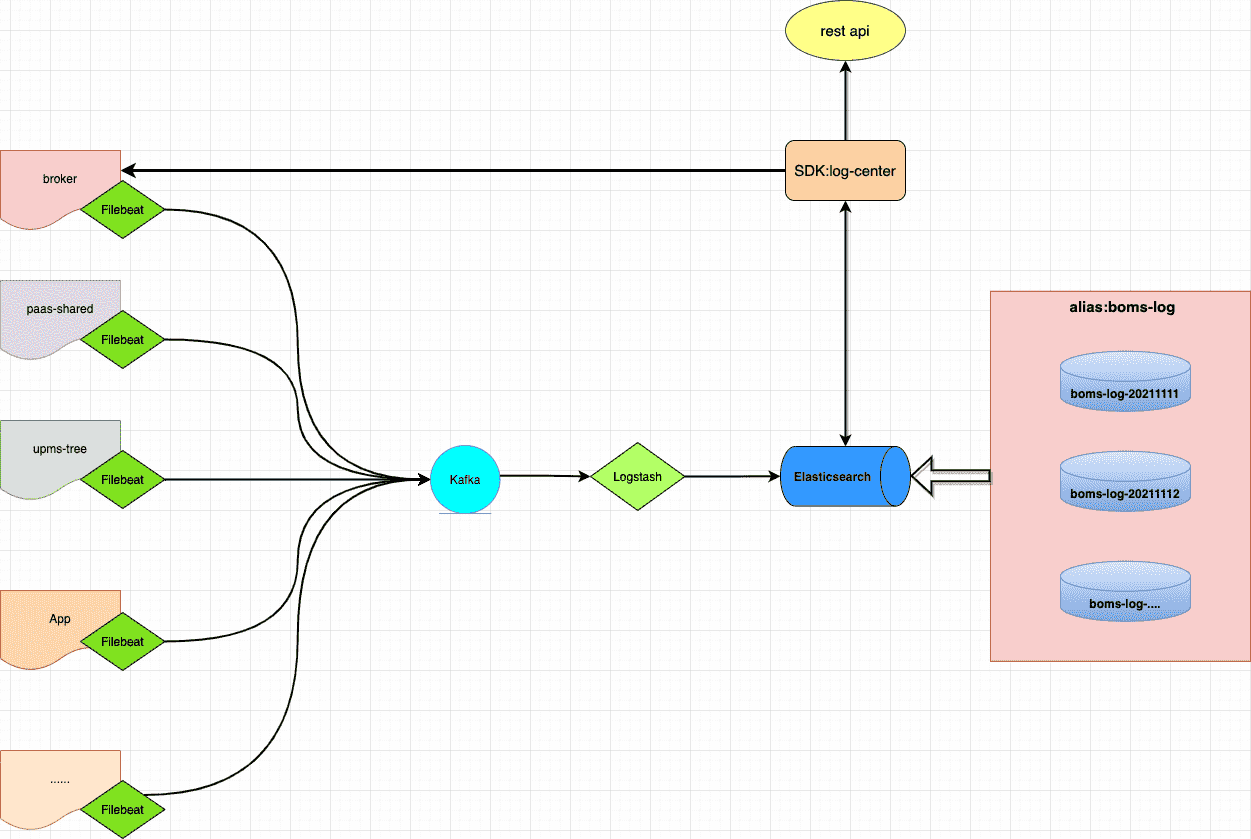 rest api
SDK:log-center
broker
Filebeat
paas-shared
Filebeat
upms-tree
Filebeat
App
Filebeat
......
Filebeat
Kafka
Logstash
Elasticsearch
alias:boms-log
boms-log-20211111
boms-log-20211112
boms-log-....